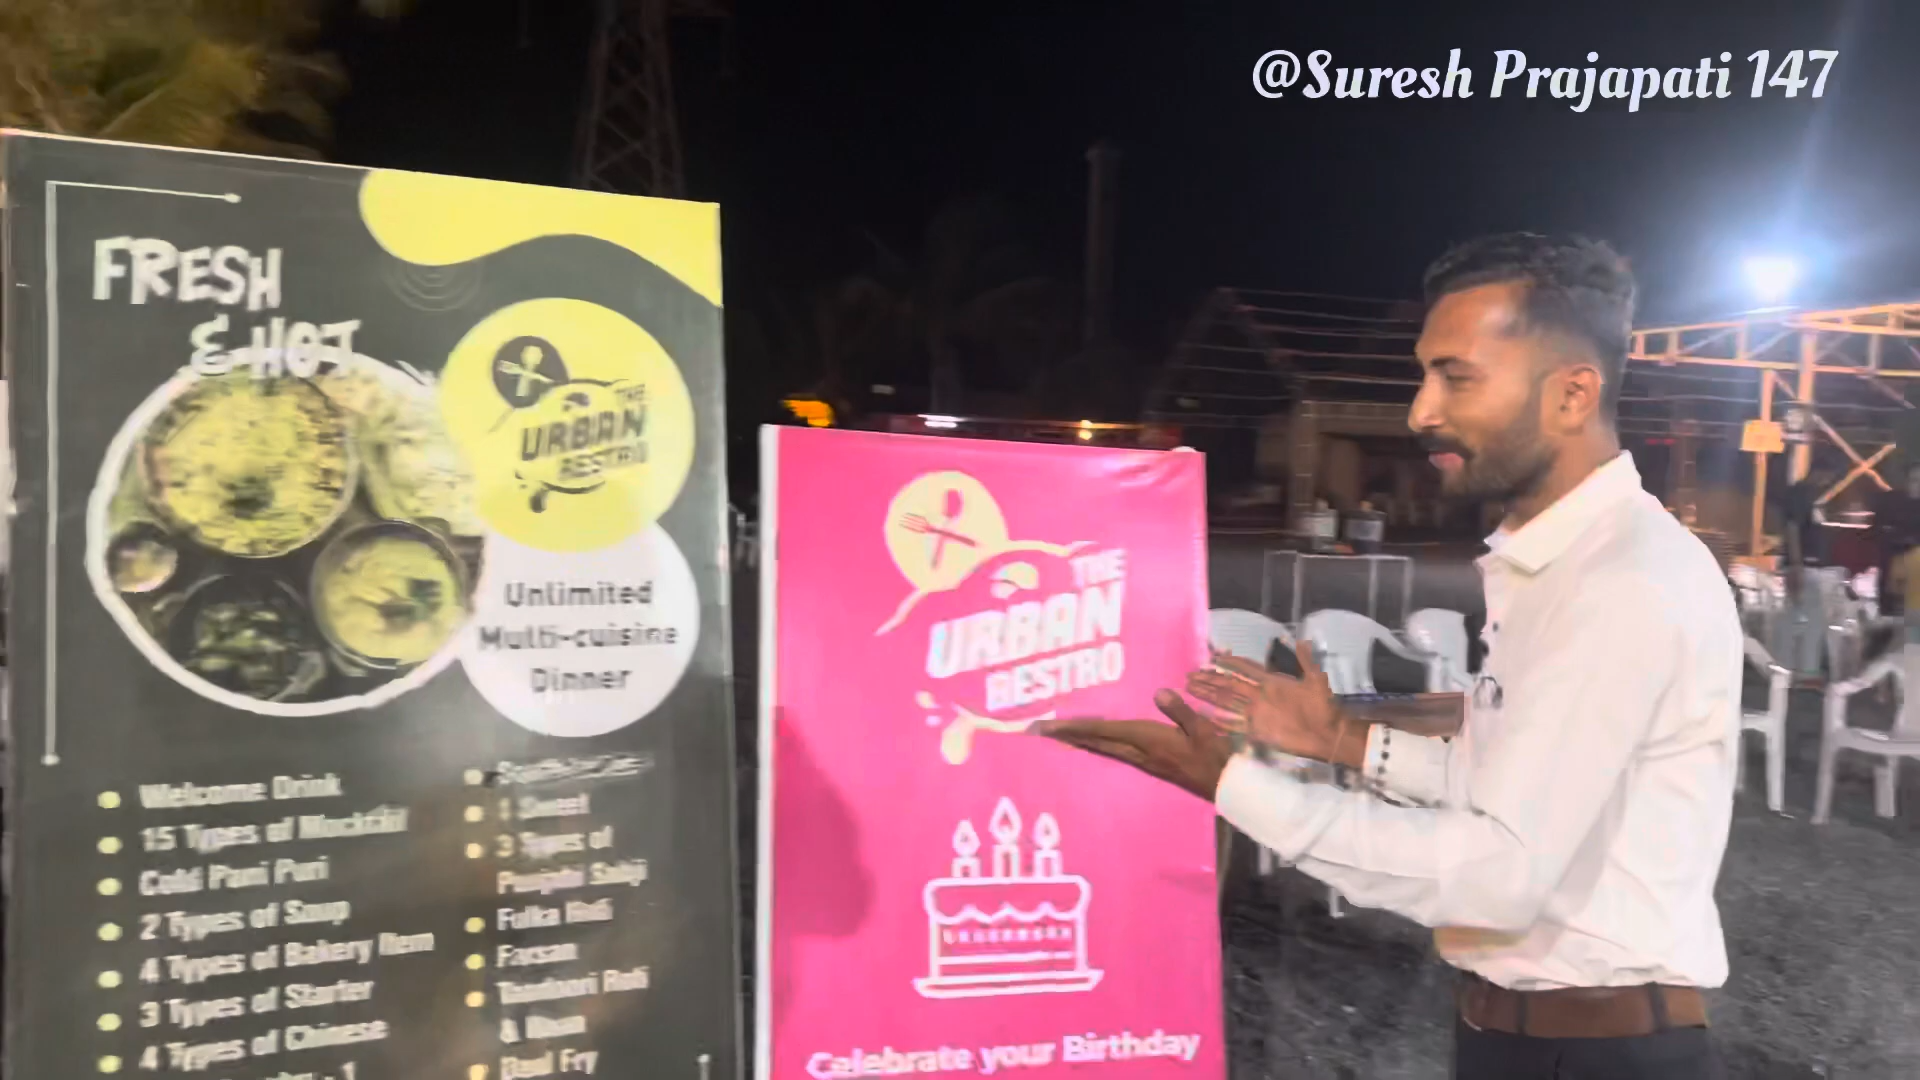 @Suresh Prajapati 147
FRESH
& HOT
THE
URBAN
RESTRO
Unlimited
Multi-cuisine
Dinner
Welcome Drink
15 Types of Mocktail
Cold Pani Puri
2 Types of Soup
4 Types of Bakery Item
3 Types of Starter
4 Types of Chinese
1 Sweet
3 Types of
Punjabi Sabji
Fulka Roti
Farsan
Tandoori Roti
& Naan
Daal Fry
THE
URBAN
RESTRO
Celebrate your Birthday